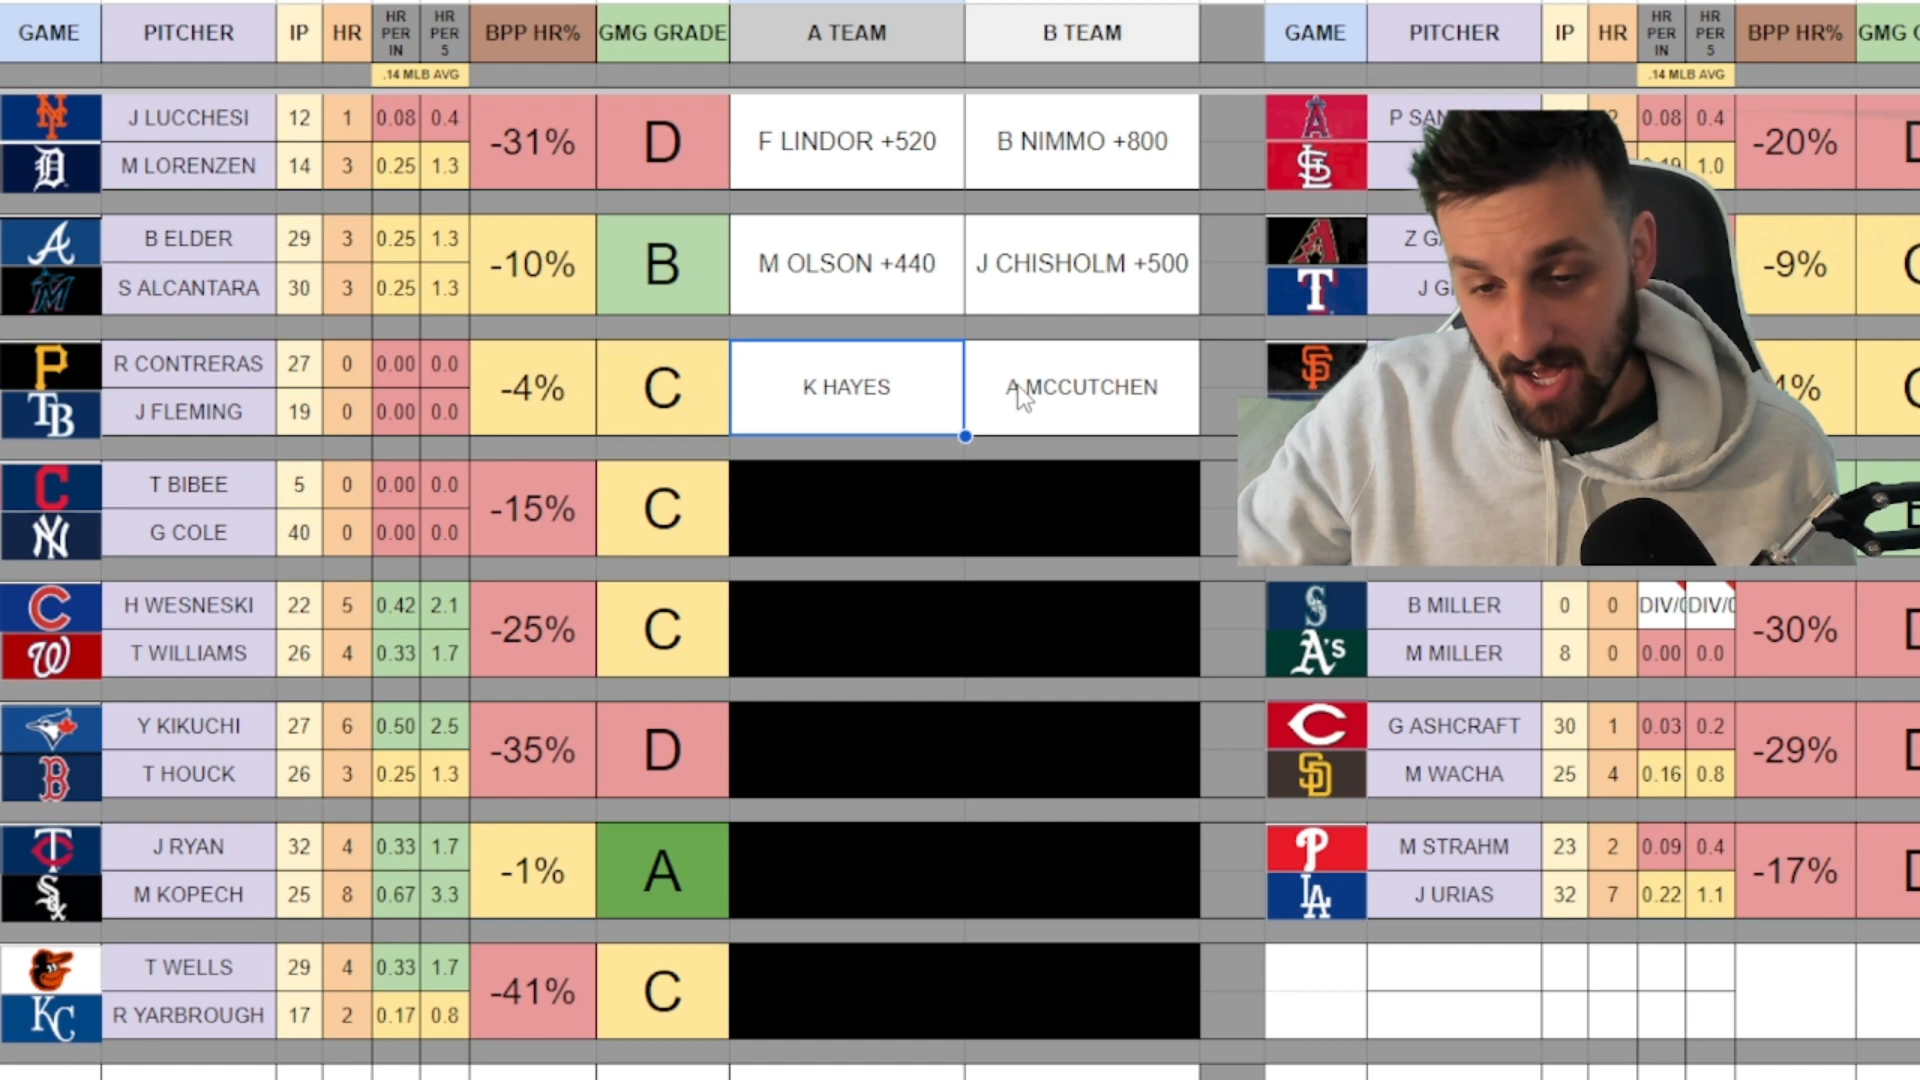 GAME PITCHER IP HR HR PER IN HR PER 5 BPP HR% GMG GRADE A TEAM B TEAM GAME PITCHER IP HR HR PER IN HR PER 5 BPP HR% GMG
.14 MLB AVG .14 MLB AVG
J LUCCHESI 12 1 0.08 0.4 -31% D F LINDOR +520 B NIMMO +800
M LORENZEN 14 3 0.25 1.3
P SAN 0.08 0.4 -20%
1.0
B ELDER 29 3 0.25 1.3 -10% B M OLSON +440 J CHISHOLM +500
S ALCANTARA 30 3 0.25 1.3
Z G -9%
J G
R CONTRERAS 27 0 0.00 0.0 -4% C K HAYES A MCCUTCHEN
J FLEMING 19 0 0.00 0.0
T BIBEE 5 0 0.00 0.0 -15% C
G COLE 40 0 0.00 0.0
H WESNESKI 22 5 0.42 2.1 -25% C
T WILLIAMS 26 4 0.33 1.7
B MILLER 0 0 DIV/0 DIV/0 -30%
M MILLER 8 0 0.00 0.0
A's
Y KIKUCHI 27 6 0.50 2.5 -35% D
T HOUCK 26 3 0.25 1.3
G ASHCRAFT 30 1 0.03 0.2 -29%
M WACHA 25 4 0.16 0.8
J RYAN 32 4 0.33 1.7 -1% A
M KOPECH 25 8 0.67 3.3
M STRAHM 23 2 0.09 0.4 -17%
J URIAS 32 7 0.22 1.1
T WELLS 29 4 0.33 1.7 -41% C
R YARBROUGH 17 2 0.17 0.8